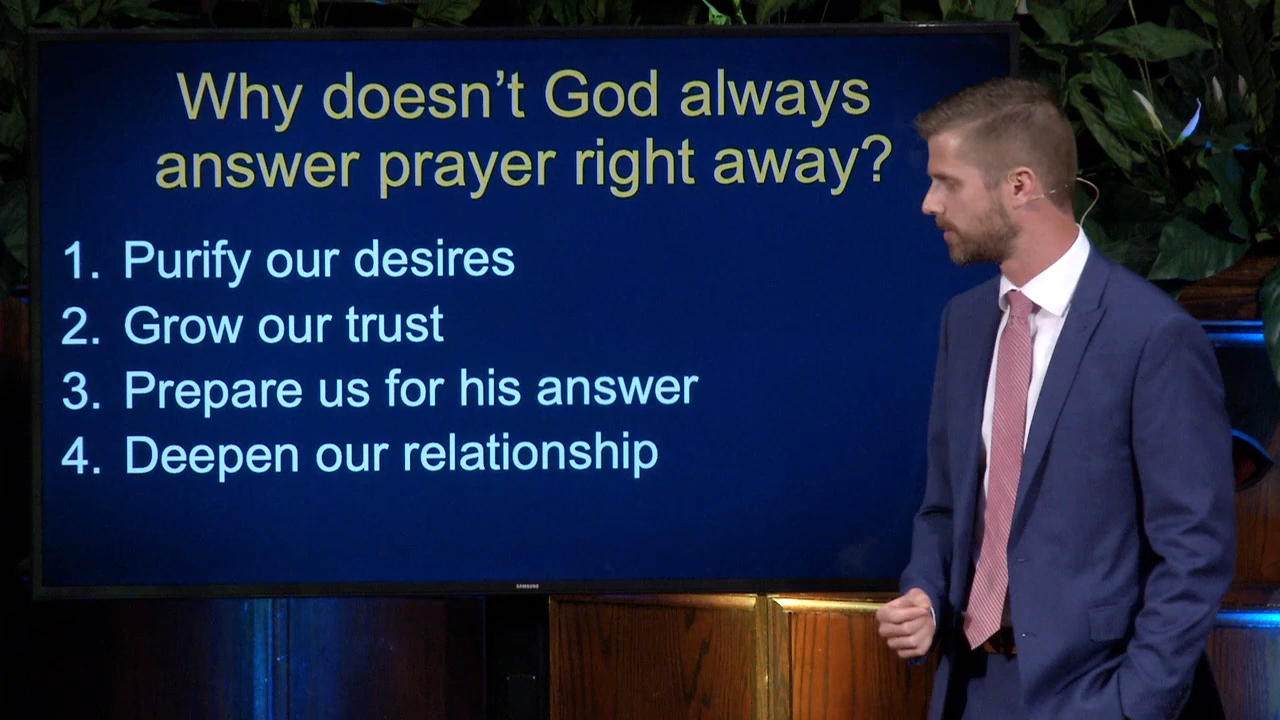 Why doesn't God always
answer prayer right away?
1. Purify our desires
2. Grow our trust
3. Prepare us for his answer
4. Deepen our relationship
SAMSUNG